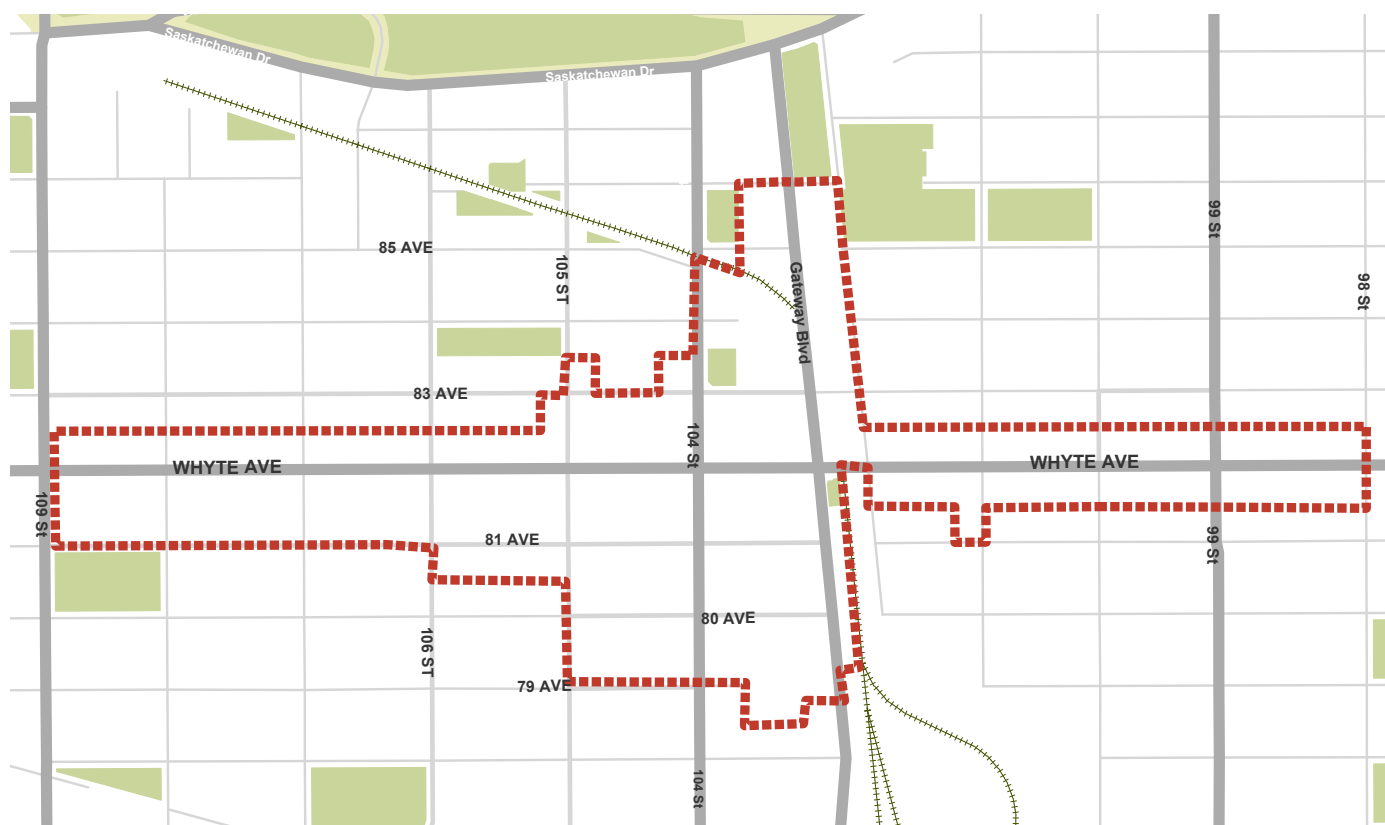 Saskatchewan Dr
Saskatchewan Dr
99 St
85 AVE
105 ST
Gateway Blvd
98 St
83 AVE
104 St
WHYTE AVE
WHYTE AVE
109 St
81 AVE
99 St
80 AVE
106 ST
79 AVE
104 St